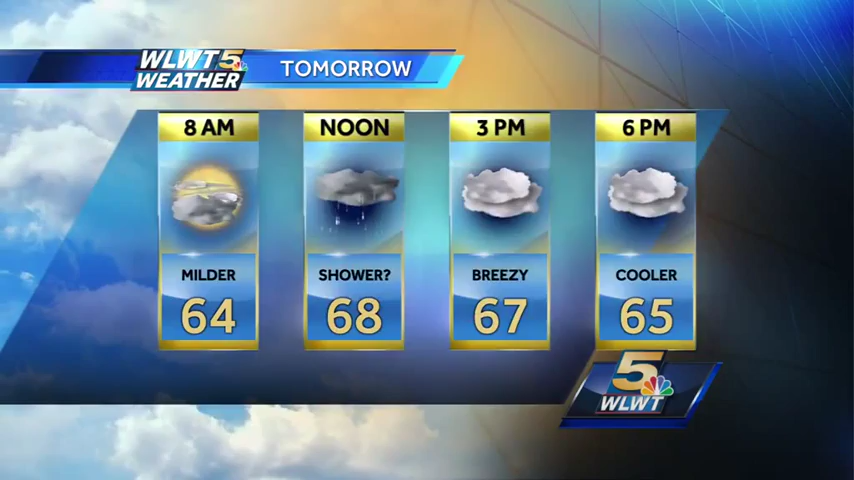 WLWT 5
WEATHER
TOMORROW
8 AM
NOON
3 PM
6 PM
MILDER
SHOWER?
BREEZY
COOLER
64
68
67
65
5
WLWT